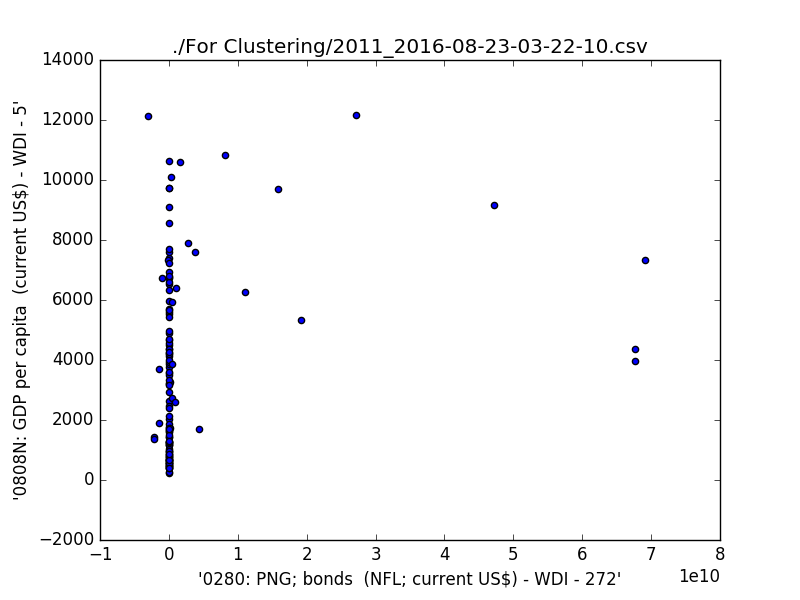 ./For Clustering/2011_2016-08-23-03-22-10.csv
'0808N: GDP per capita  (current US$) - WDI - 5'
14000
12000
10000
8000
6000
4000
2000
0
−2000
−1 0 1 2 3 4 5 6 7 8
1e10
'0280: PNG; bonds  (NFL; current US$) - WDI - 272'